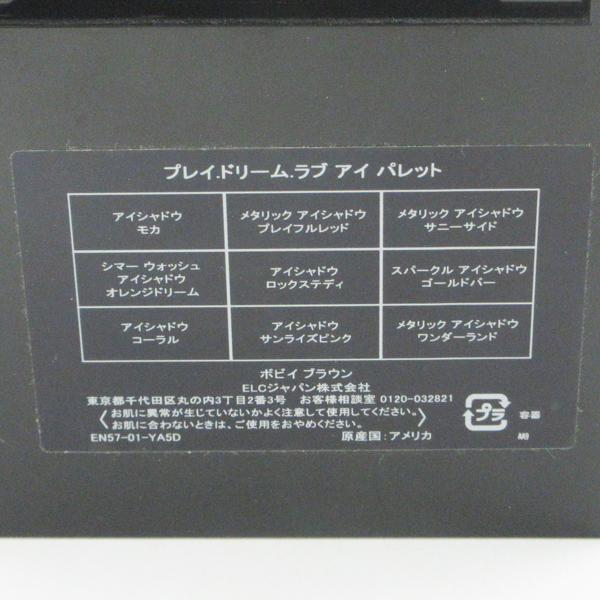 プレイ.ドリーム.ラブ アイ パレット
アイシャドウ
モカ
メタリック アイシャドウ
プレイフルレッド
メタリック アイシャドウ
サニーサイド
シマー ウォッシュ
アイシャドウ
オレンジドリーム
アイシャドウ
ロックステディ
スパークル アイシャドウ
ゴールドバー
アイシャドウ
コーラル
アイシャドウ
サンライズピンク
メタリック アイシャドウ
ワンダーランド
ボビイ ブラウン
ELCジャパン株式会社
東京都千代田区丸の内3丁目2番3号 お客様相談室 0120-032821
〈お肌に異常が生じていないかよく注意して使用してください。
お肌に合わないときは、ご使用をおやめください。〉
EN57-01-YA5D 原産国:アメリカ
プラ 容器
A49